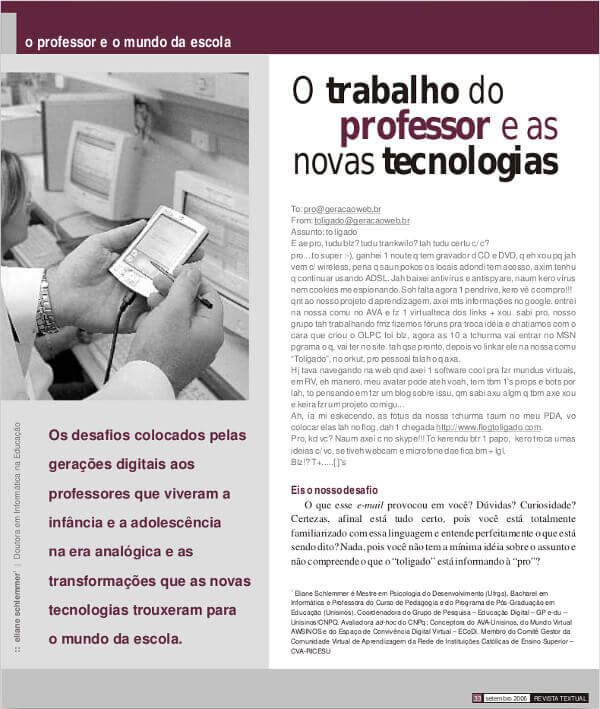 o professor e o mundo da escola
O trabalho do
professor e as
novas tecnologias
To: pro@geracaoweb.br
From: toligado@geracaoweb.br
Assunto: to ligado
E ae pro, tudu blz? tudu trankwilo? tah tudu certu c/ c?
pro…to super :-), ganhei 1 noute q tem gravador d CD e DVD, q eh xou pq jah
vem c/ wireless, pena q saun pokos os locais adondi tem acesso, axim tenhu
q continuar usando ADSL. Jah baixei antivírus e antispyare, naum kero vírus
nem cookies me espionando. Soh falta agora 1 pendrive, kero vê c compro!!!
qnt ao nosso projeto d aprendizagem, axei mts informações no google. entrei
na nossa comu no AVA e fz 1 virtualteca dos links + xou. sabi pro, nosso
grupo tah trabalhando fmz fizemos fóruns pra troca idéia e chatiamos com o
cara que criou o OLPC foi blz, agora as 10 a tchurma vai entrar no MSN
pgrama o q, vai ter no site. tah qse pronto, depois vo linkar ele na nossa comu
"Toligado", no orkut, pro pessoal falah o q axa.
Hj tava navegando na web qnd axei 1 software cool pra fzr mundus virtuais,
em RV, eh manero, meu avatar pode ateh voah, tem tbm 1's props e bots por
lah, to pensando em fzr um blog sobre issu, qm sabi axu algm q tbm axe xou
e keira fzr um projeto comigu...
Ah, ia mi eskecendo, as fotus da nossa tchurma taum no meu PDA, vo
colocar elas lah no flog, dah 1 chegada http://www.flogtoligado.com.
Pro, kd vc? Naum axei c no skype!!! To kerendu btr 1 papo, kero troca umas
ideias c/ vc, se tiveh webcam e microfone dae fica bm + lgl.
Blz!? T+.....[ ]'s
Eis o nosso desafio
O que esse e-mail provocou em você? Dúvidas? Curiosidade?
Certezas, afinal está tudo certo, pois você está totalmente
familiarizado com essa linguagem e entende perfeitamente o que está
sendo dito? Nada, pois você não tem a mínima idéia sobre o assunto e
não compreende o que o "toligado" está informando à "pro"?
:: eliane schlemmer* | Doutora em Informática na Educação
Os desafios colocados pelas
gerações digitais aos
professores que viveram a
infância e a adolescência
na era analógica e as
transformações que as novas
tecnologias trouxeram para
o mundo da escola.
* Eliane Schlemmer é Mestre em Psicologia do Desenvolvimento (Ufrgs), Bacharel em
Informática e Professora do Curso de Pedagogia e do Programa de Pós-Graduação em
Educação (Unisinos). Coordenadora do Grupo de Pesquisa – Educação Digital – GP e-du –
Unisinos/CNPQ. Avaliadora ad-hoc do CNPq; Conceptora do AVA-Unisinos, do Mundo Virtual
AWSINOS e do Espaço de Convivência Digital Virtual – ECoDI. Membro do Comitê Gestor da
Comunidade Virtual de Aprendizagem da Rede de Instituições Católicas de Ensino Superior –
CVA-RICESU
33 setembro 2006 REVISTA TEXTUAL